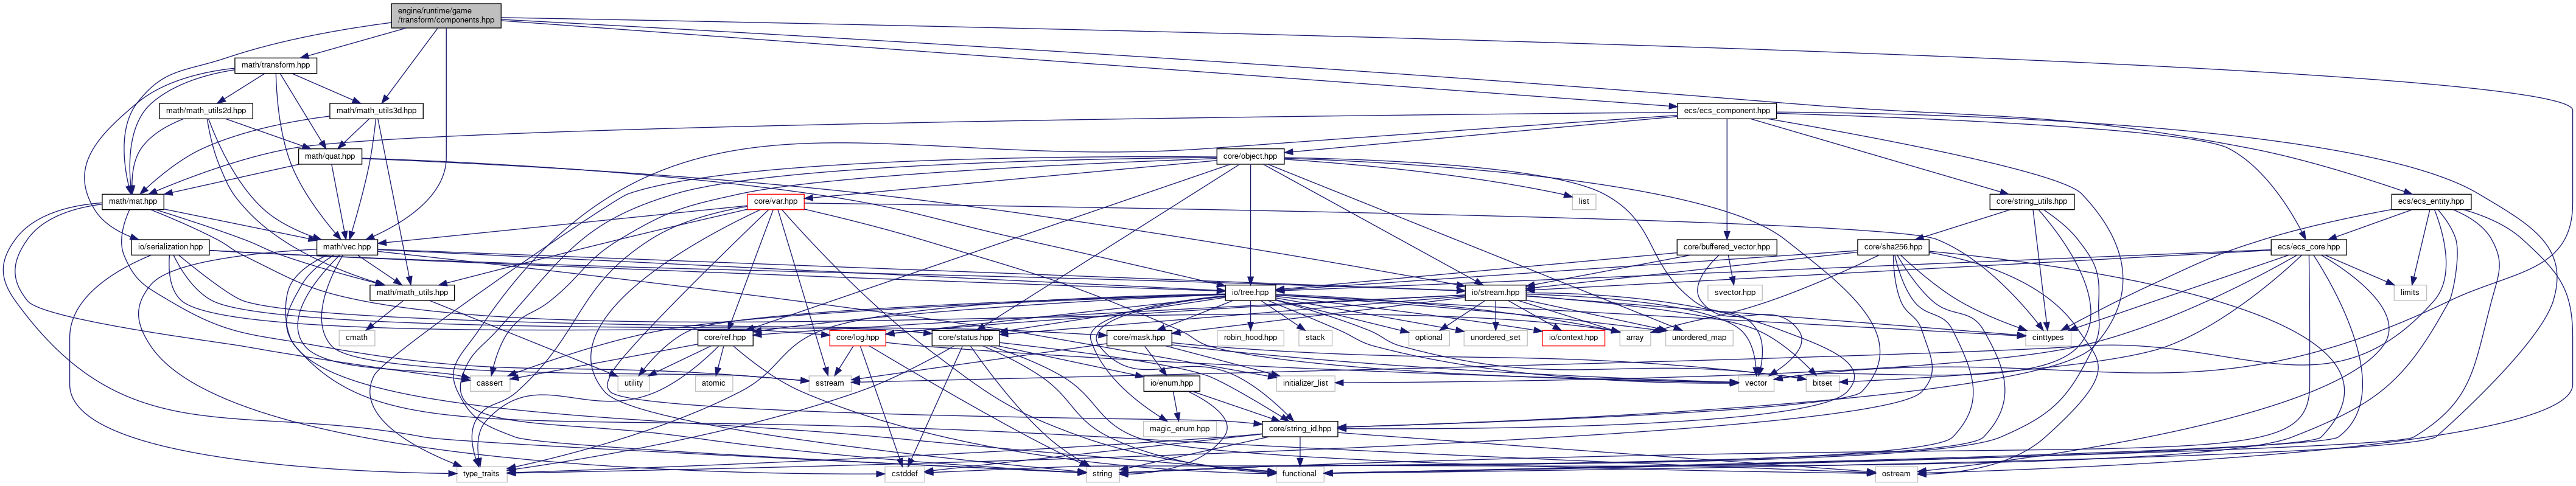 engine/runtime/game
/transform/components.hpp
math/transform.hpp
math/math_utils2d.hpp
math/math_utils3d.hpp
ecs/ecs_component.hpp
math/quat.hpp
core/object.hpp
math/mat.hpp
core/var.hpp
list
core/string_utils.hpp
ecs/ecs_entity.hpp
io/serialization.hpp
math/vec.hpp
core/buffered_vector.hpp
core/sha256.hpp
ecs/ecs_core.hpp
math/math_utils.hpp
io/tree.hpp
io/stream.hpp
svector.hpp
limits
cmath
core/ref.hpp
core/log.hpp
core/status.hpp
core/mask.hpp
robin_hood.hpp
stack
optional
unordered_set
io/context.hpp
array
unordered_map
cinttypes
cassert
utility
atomic
sstream
io/enum.hpp
initializer_list
vector
bitset
magic_enum.hpp
core/string_id.hpp
type_traits
cstddef
string
functional
ostream